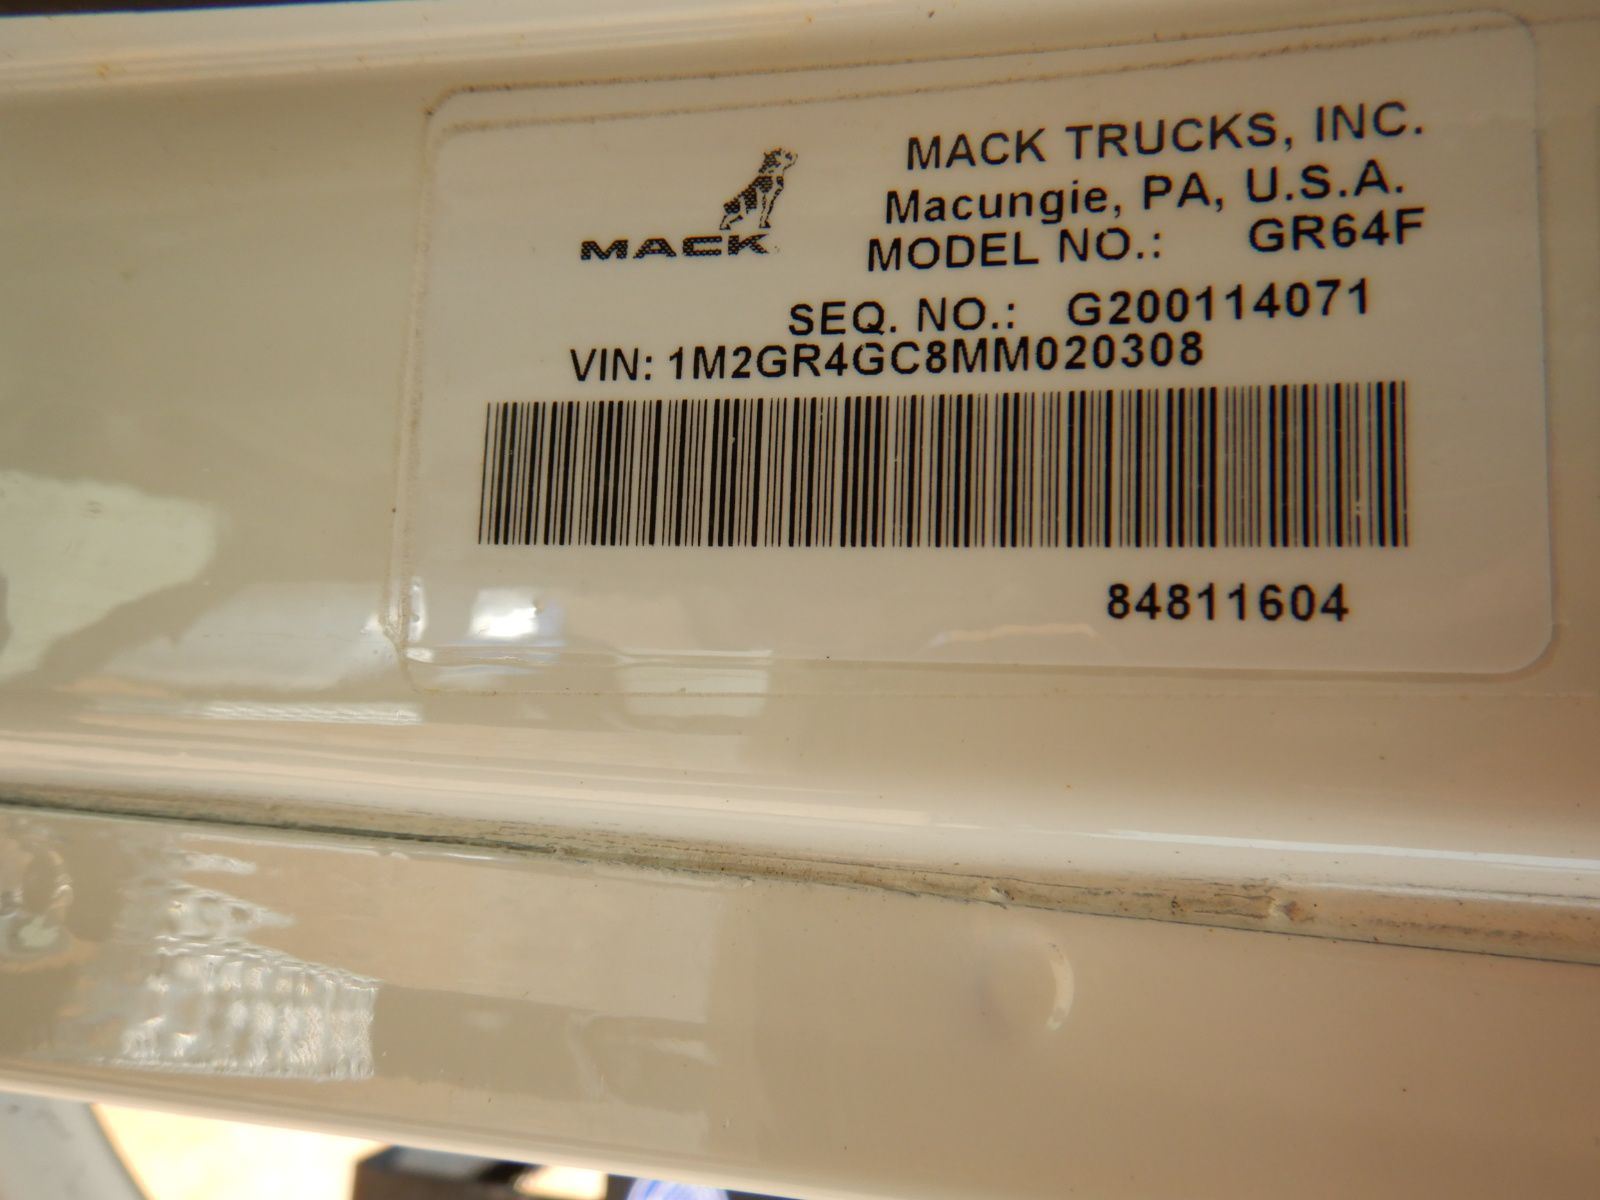 MACK
MACK TRUCKS, INC.
Macungie, PA, U.S.A.
MODEL NO.: GR64F
SEQ. NO.: G200114071
VIN: 1M2GR4GC8MM020308
84811604